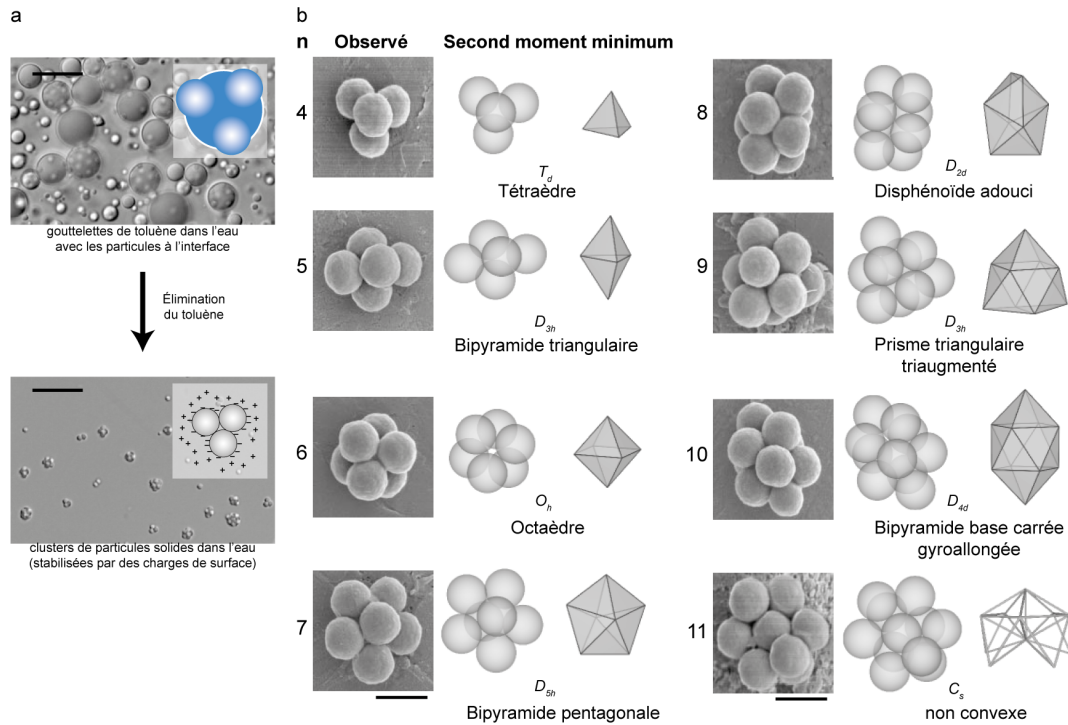 a
gouttelettes de toluène dans l'eau
avec les particules à l'interface
Élimination
du toluène
clusters de particules solides dans l'eau
(stabilisées par des charges de surface)
b
n Observé Second moment minimum
4
T_d
Tétraèdre
5
D_3h
Bipyramide triangulaire
6
O_h
Octaèdre
7
D_5h
Bipyramide pentagonale
8
D_2d
Disphénoïde adouci
9
D_3h
Prisme triangulaire
triaugmenté
10
D_4d
Bipyramide base carrée
gyroallongée
11
C_s
non convexe